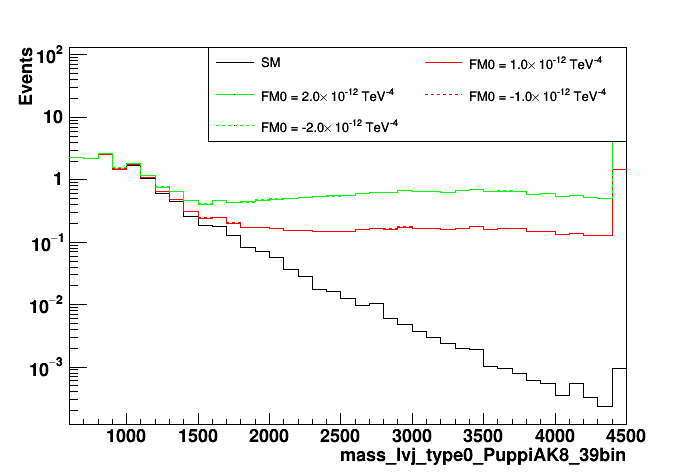 Events
10²
10
1
10⁻¹
10⁻²
10⁻³
SM
FM0 = 1.0× 10⁻¹² TeV⁻⁴
FM0 = 2.0× 10⁻¹² TeV⁻⁴
FM0 = -1.0× 10⁻¹² TeV⁻⁴
FM0 = -2.0× 10⁻¹² TeV⁻⁴
1000 1500 2000 2500 3000 3500 4000 4500
mass_lvj_type0_PuppiAK8_39bin